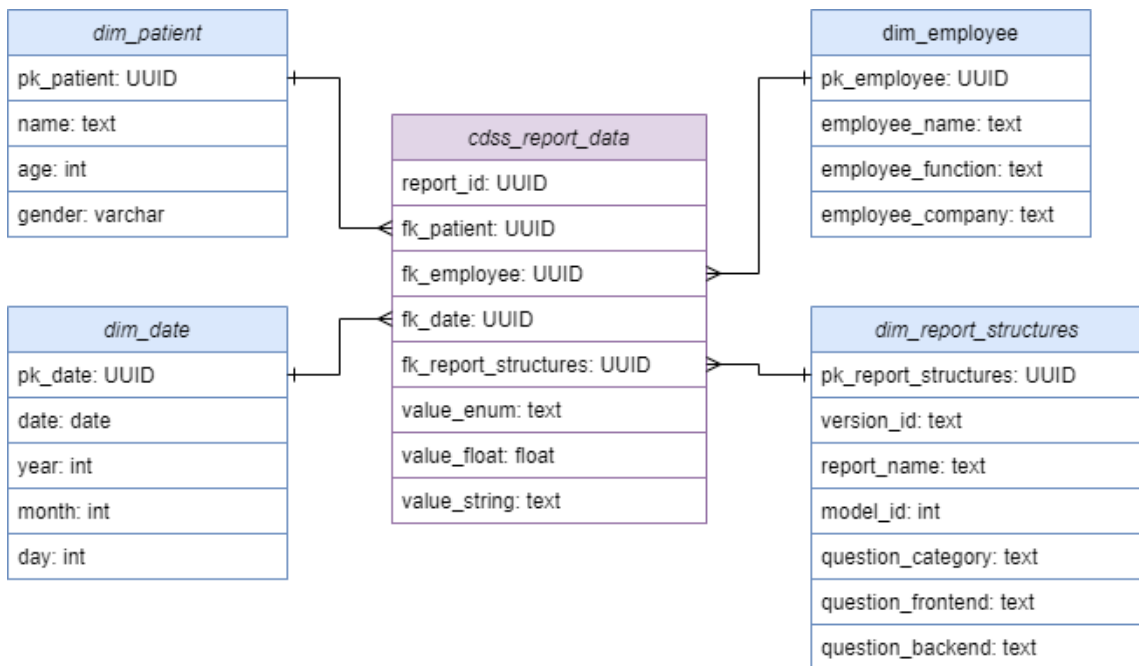 dim_patient
pk_patient: UUID
name: text
age: int
gender: varchar
dim_date
pk_date: UUID
date: date
year: int
month: int
day: int
cdss_report_data
report_id: UUID
fk_patient: UUID
fk_employee: UUID
fk_date: UUID
fk_report_structures: UUID
value_enum: text
value_float: float
value_string: text
dim_employee
pk_employee: UUID
employee_name: text
employee_function: text
employee_company: text
dim_report_structures
pk_report_structures: UUID
version_id: text
report_name: text
model_id: int
question_category: text
question_frontend: text
question_backend: text